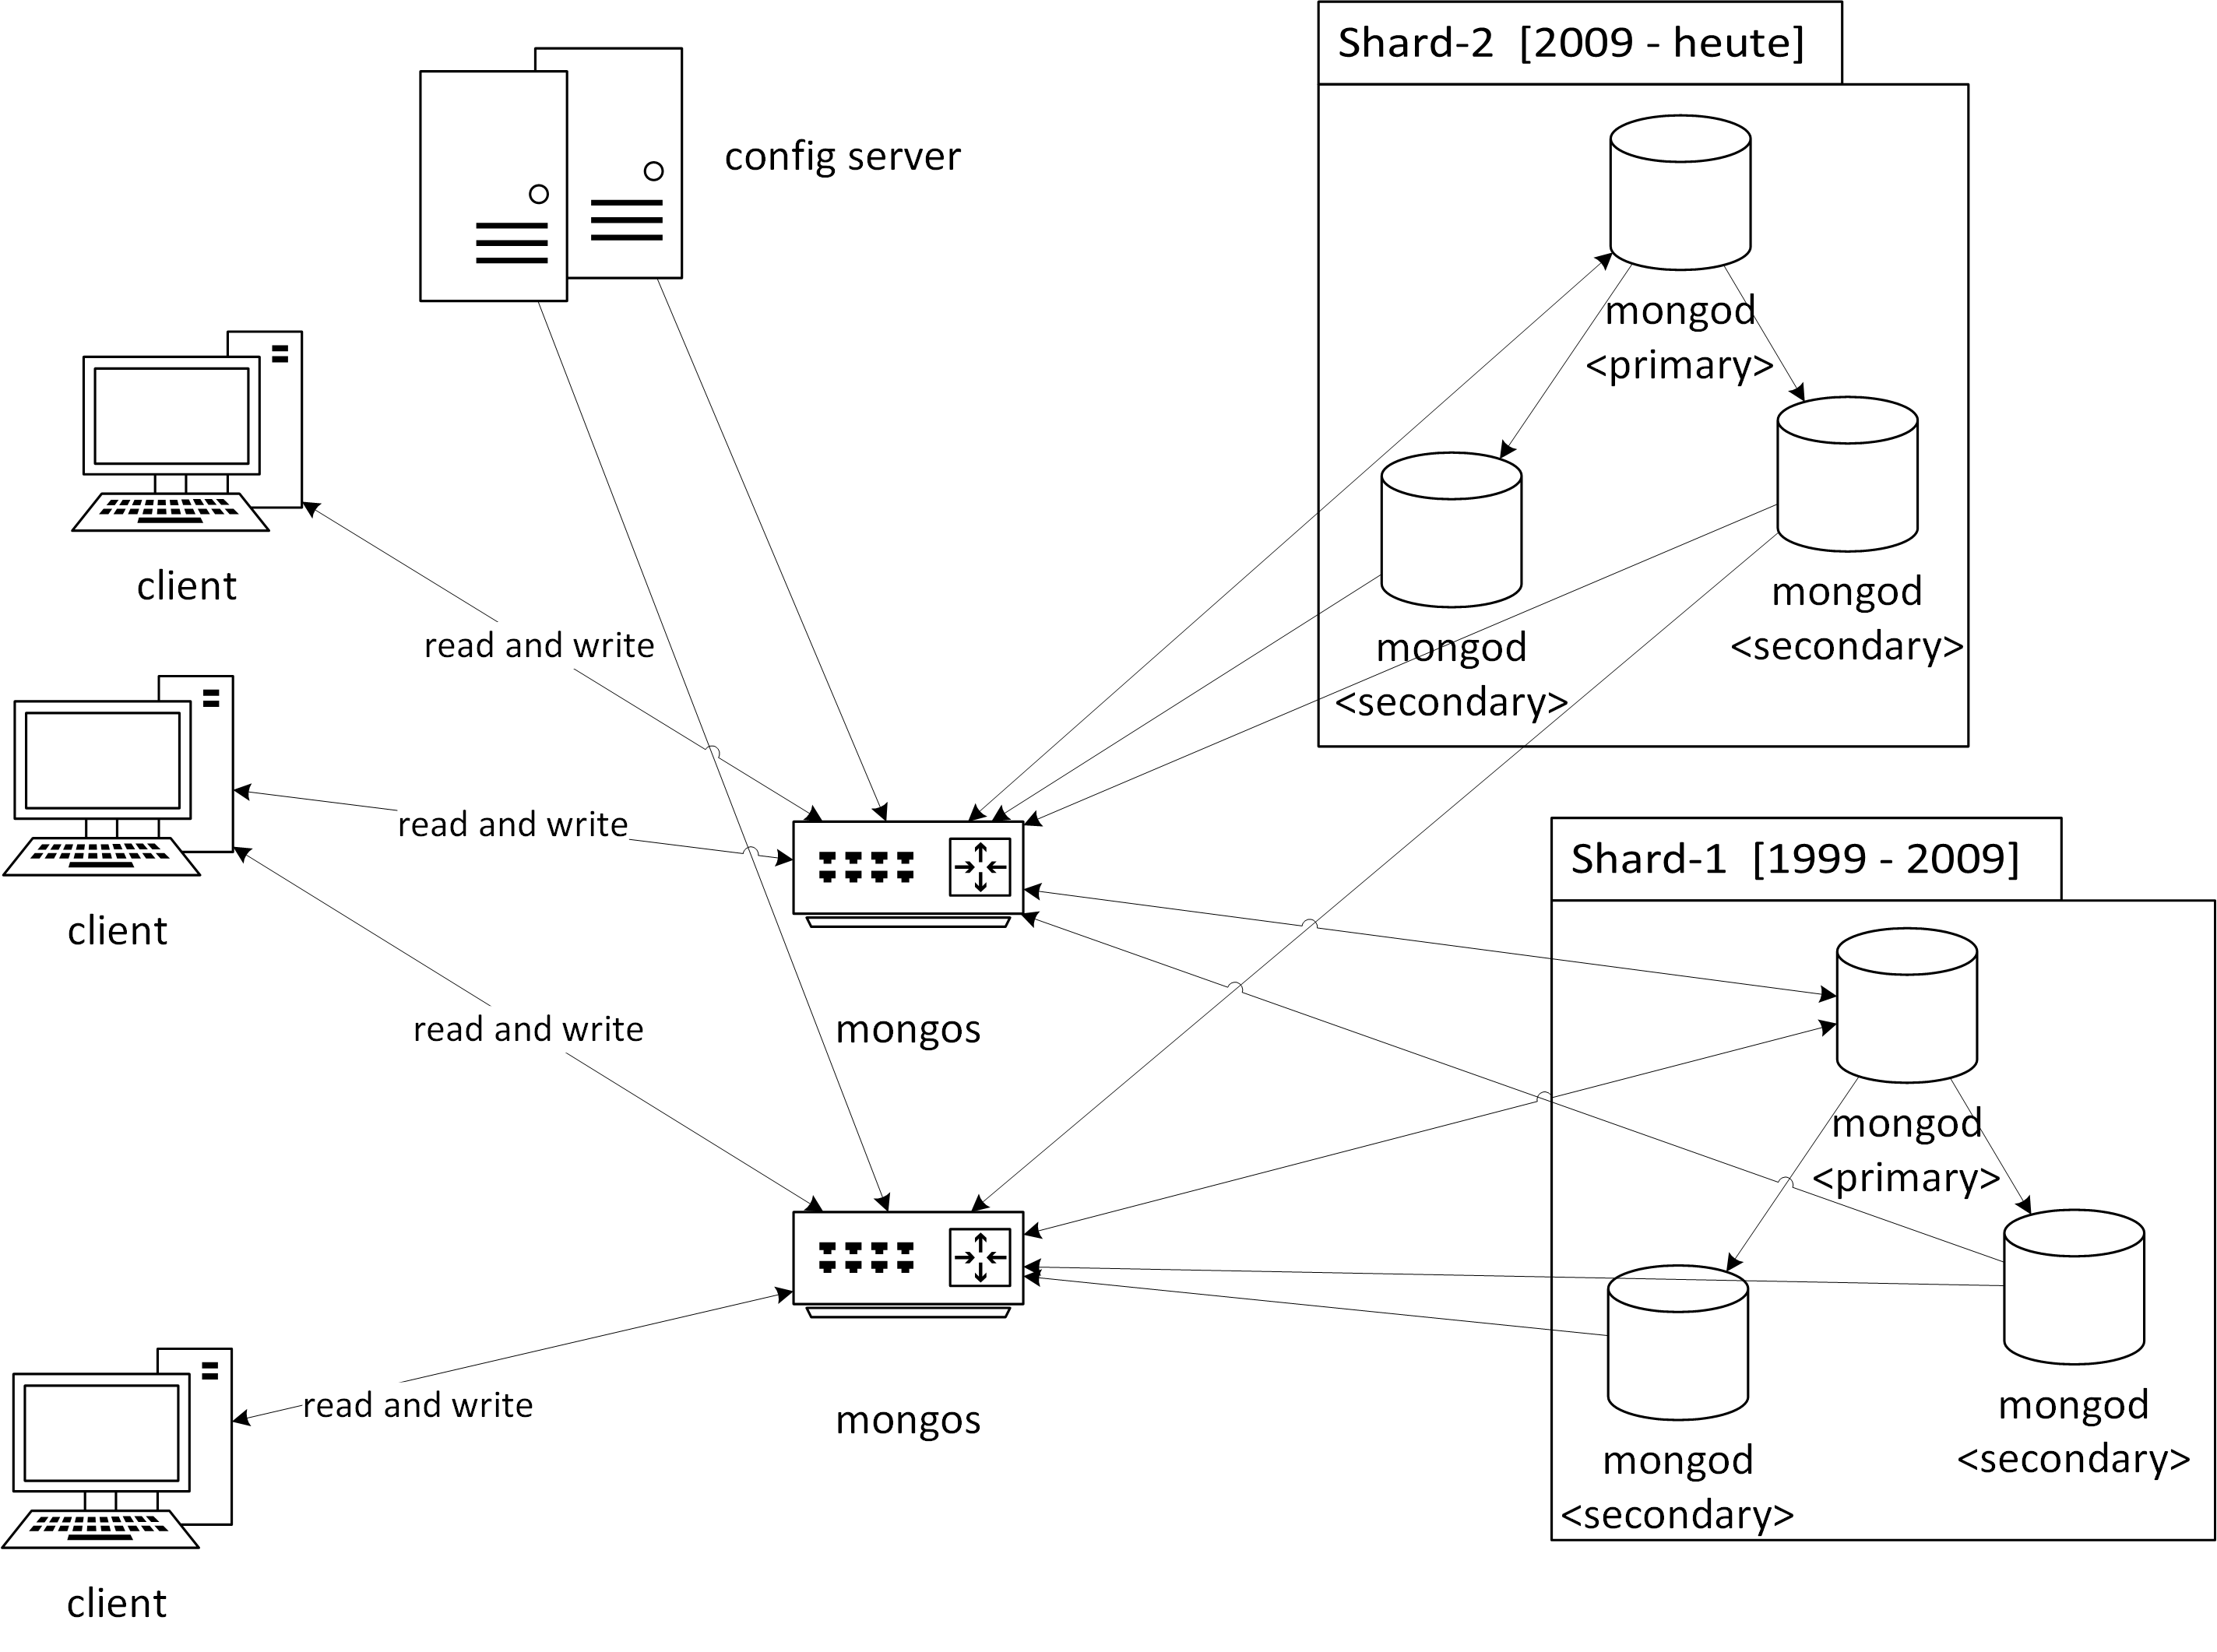 Shard-2 [2009 - heute]
config server
mongod
<primary>
client
mongod
<secondary>
read and write
mongod
<secondary>
read and write
Shard-1 [1999 - 2009]
client
read and write
mongos
mongod
<primary>
read and write
mongos
mongod
<secondary>
mongod
<secondary>
client